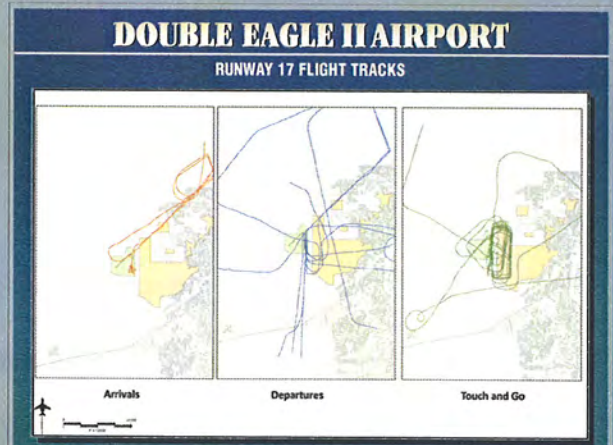 DOUBLE EAGLE II AIRPORT
RUNWAY 17 FLIGHT TRACKS
Arrivals
Departures
Touch and Go